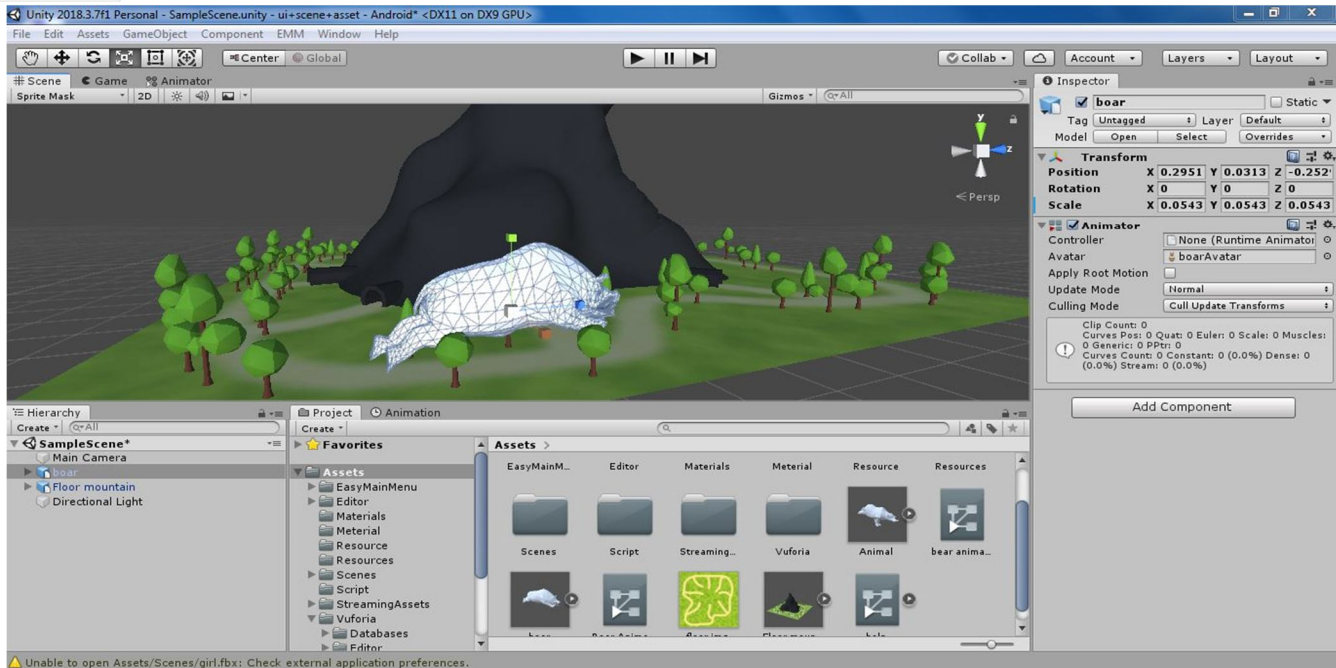 Unity 2018.3.7f1 Personal - SampleScene.unity - ui+scene+asset - Android* <DX11 on DX9 GPU>
File Edit Assets GameObject Component EMM Window Help
Center Global Collab Account Layers Layout
Scene Game Animator
Sprite Mask 2D Gizmos All
y
z
Persp
Inspector
boar Static
Tag Untagged Layer Default
Model Open Select Overrides
Transform
Position X 0.2951 Y 0.0313 Z -0.252
Rotation X 0 Y 0 Z 0
Scale X 0.0543 Y 0.0543 Z 0.0543
Animator
Controller None (Runtime Animator
Avatar boarAvatar
Apply Root Motion
Update Mode Normal
Culling Mode Cull Update Transforms
Clip Count: 0
Curves Pos: 0 Quat: 0 Euler: 0 Scale: 0 Muscles:
0 Generic: 0 PPtr: 0
Curves Count: 0 Constant: 0 (0.0%) Dense: 0
(0.0%) Stream: 0 (0.0%)
Add Component
Hierarchy
Create All
SampleScene*
Main Camera
boar
Floor mountain
Directional Light
Project Animation
Create
Favorites
Assets
EasyMainMenu
Editor
Materials
Meterial
Resource
Resources
Scenes
Script
StreamingAssets
Vuforia
Databases
Editor
Assets >
EasyMainM... Editor Materials Meterial Resource Resources
Scenes Script Streaming... Vuforia Animal bear anima...
Unable to open Assets/Scenes/girl.fbx: Check external application preferences.